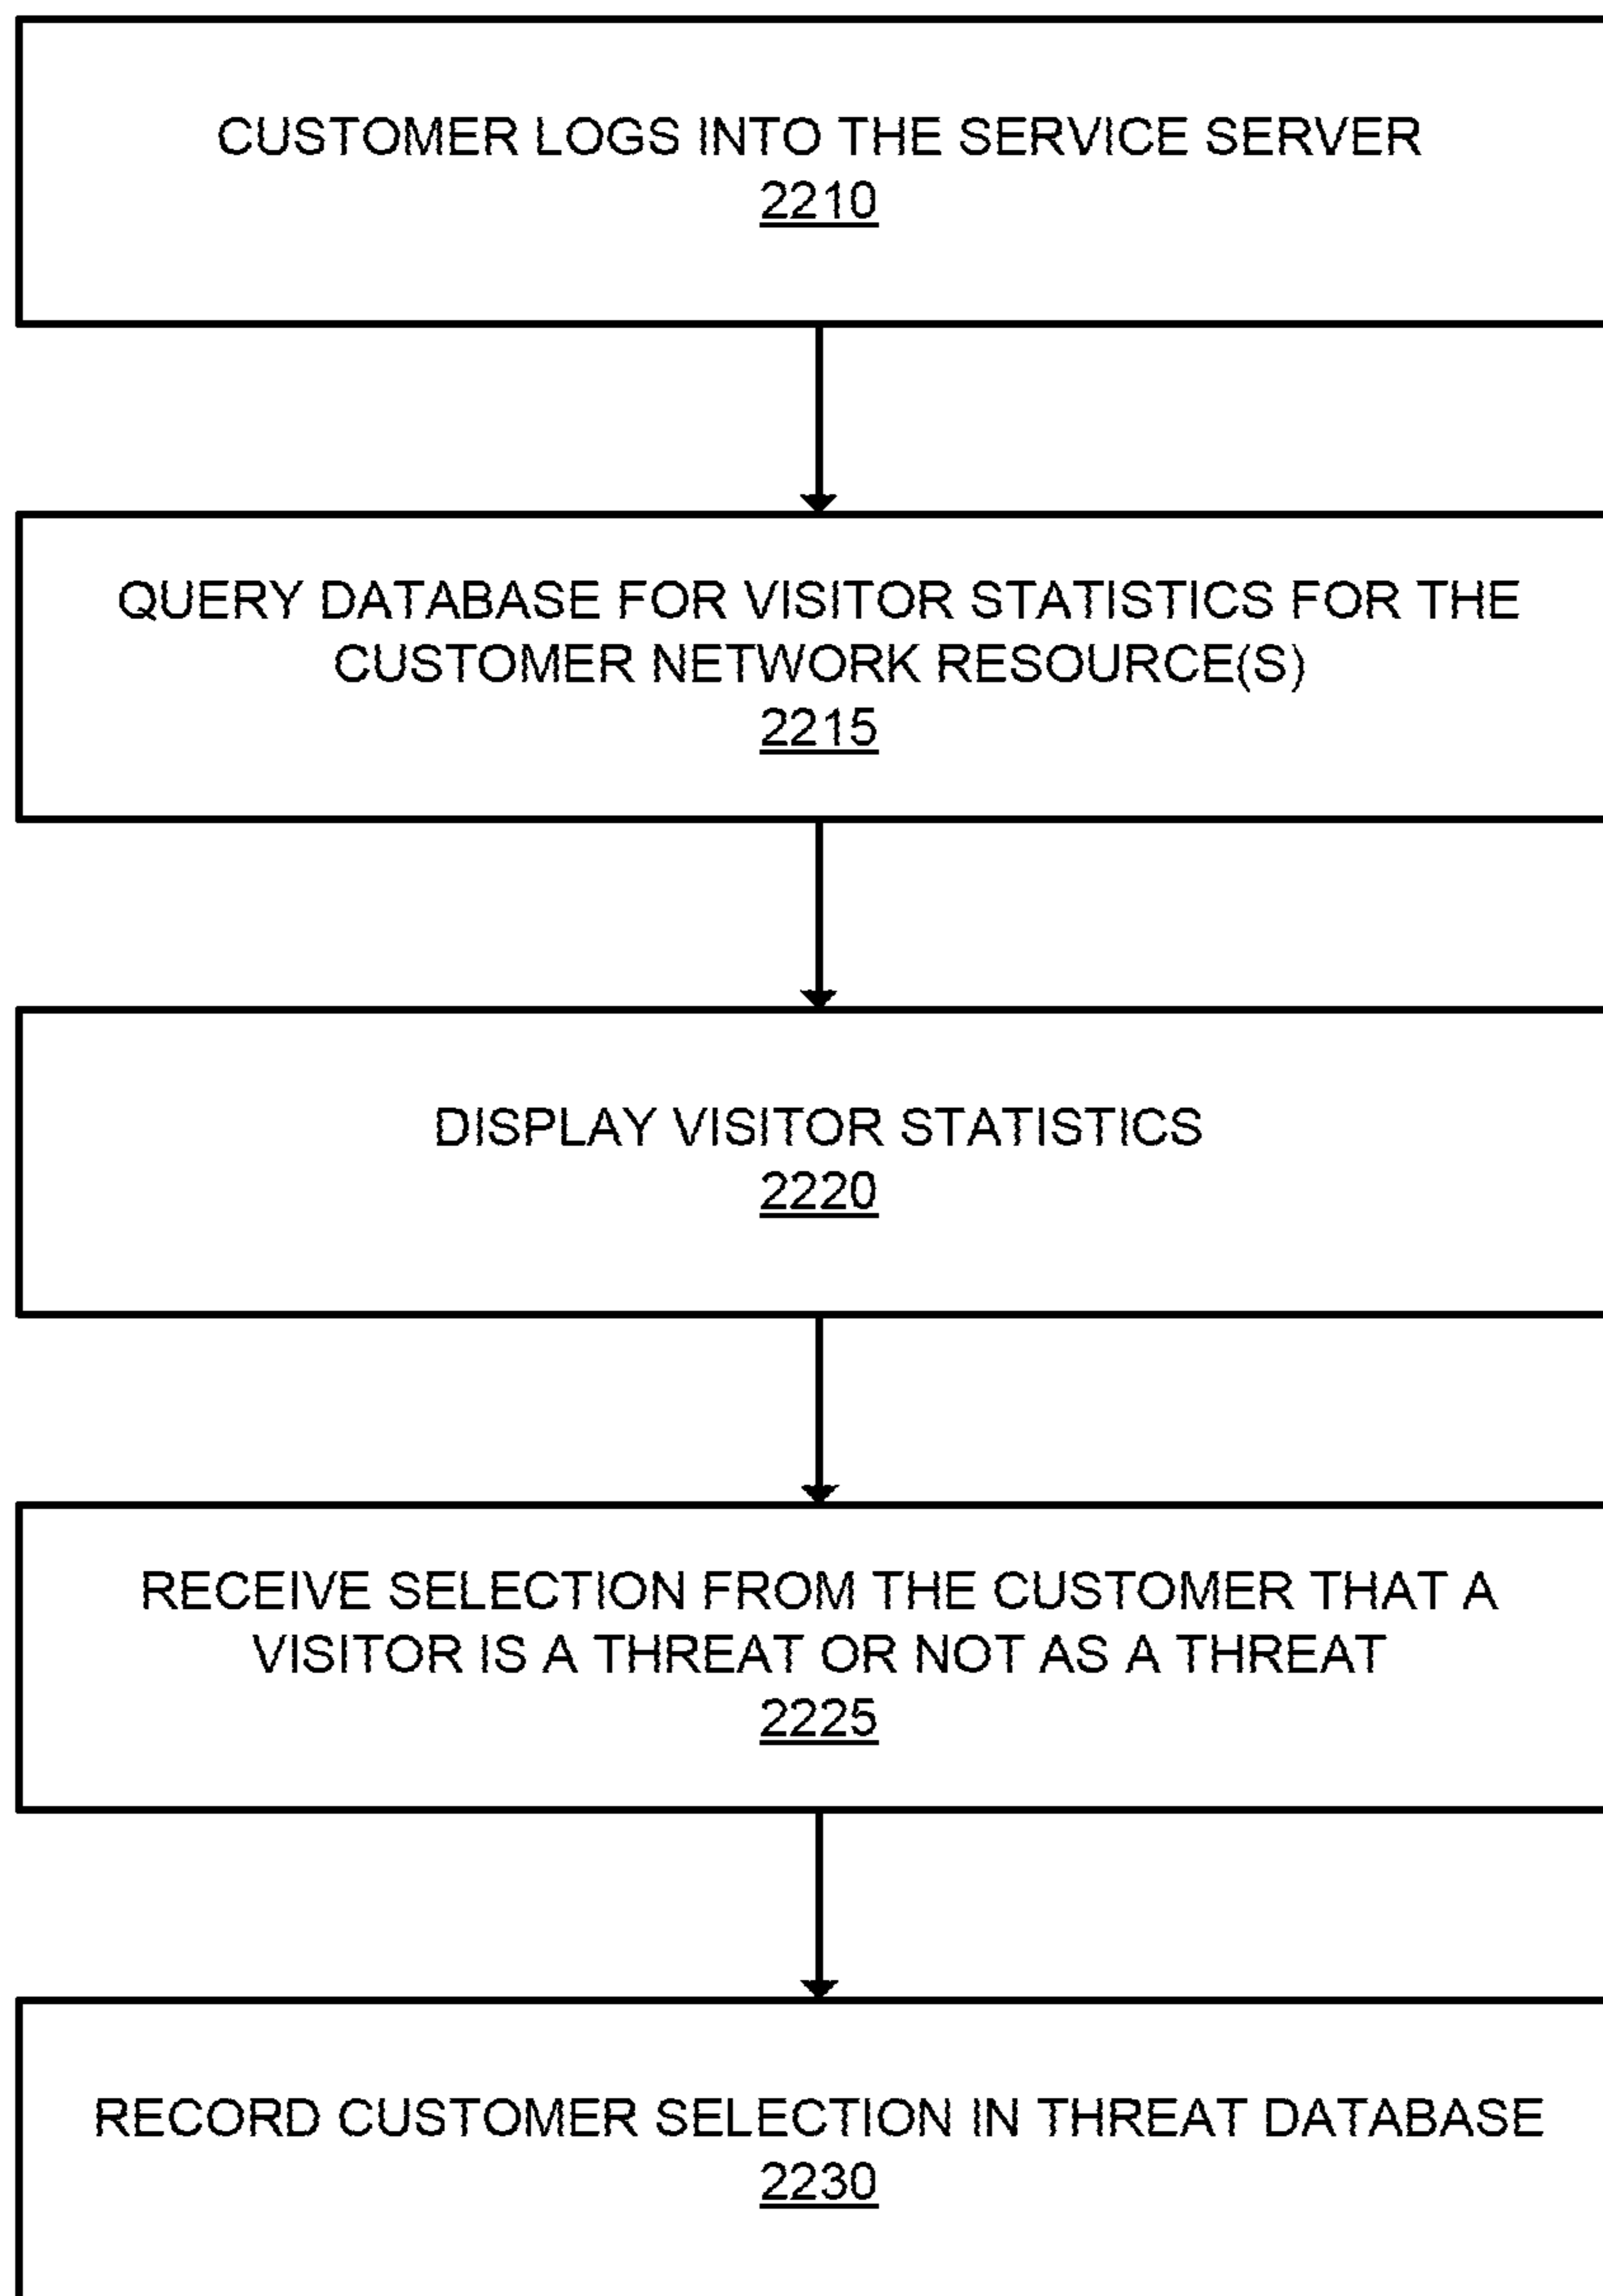 CUSTOMER LOGS INTO THE SERVICE SERVER
2210
QUERY DATABASE FOR VISITOR STATISTICS FOR THE
CUSTOMER NETWORK RESOURCE(S)
2215
DISPLAY VISITOR STATISTICS
2220
RECEIVE SELECTION FROM THE CUSTOMER THAT A
VISITOR IS A THREAT OR NOT AS A THREAT
2225
RECORD CUSTOMER SELECTION IN THREAT DATABASE
2230